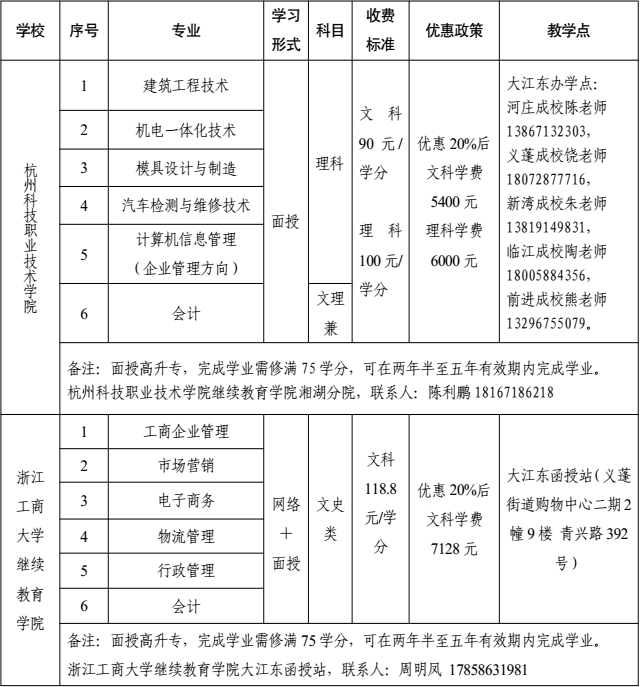 学校 序号 专业 学习形式 科目 收费标准 优惠政策 教学点
杭州科技职业技术学院
1 建筑工程技术
2 机电一体化技术
3 模具设计与制造
4 汽车检测与维修技术
5 计算机信息管理
（企业管理方向）
6 会计
面授
理科
文理
兼
文 科
90 元/
学分
理 科
100元/
学分
优惠 20%后
文科学费
5400 元
理科学费
6000 元
大江东办学点：
河庄成校陈老师
13867132303，
义蓬成校饶老师
18072877716，
新湾成校朱老师
13819149831，
临江成校陶老师
18005884356，
前进成校熊老师
13296755079。
备注：面授高升专，完成学业需修满 75 学分，可在两年半至五年有效期内完成学业。
杭州科技职业技术学院继续教育学院湘湖分院，联系人：陈利鹏 18167186218
浙江
工商
大学
继续
教育
学院
1 工商企业管理
2 市场营销
3 电子商务
4 物流管理
5 行政管理
6 会计
网络
＋
面授
文史
类
文科
118.8
元/学
分
优惠 20%后
文科学费
7128 元
大江东函授站（义蓬
街道购物中心二期 2
幢 9 楼 青兴路 392
号）
备注：面授高升专，完成学业需修满 75 学分，可在两年半至五年有效期内完成学业。
浙江工商大学继续教育学院大江东函授站，联系人：周明凤 17858631981